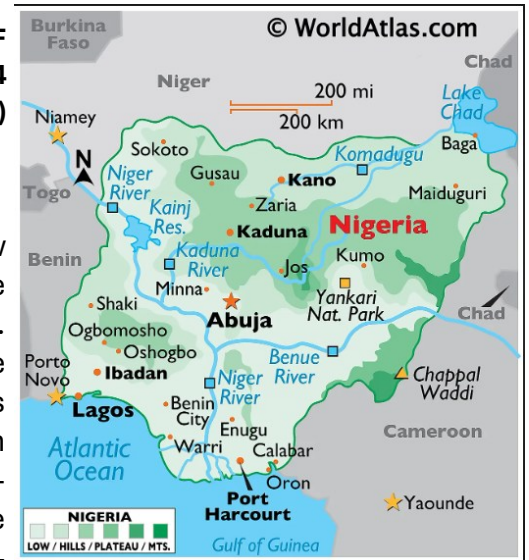 F
4
)
w
e
.
e
s
n
-
e
© WorldAtlas.com
Burkina
Faso
Niger
Chad
200 mi
200 km
Lake
Chad
Niamey
N
Sokoto
Komadugu
Baga
Gusau
Kano
Niger
River
Kainj
Res.
Togo
Zaria
Maiduguri
Nigeria
Kaduna
Kaduna
River
Benin
Jos
Kumo
Minna
Yankari
Nat. Park
Abuja
Shaki
Chad
Ogbomosho
Oshogbo
Benue
River
Porto
Novo
Ibadan
Niger
River
Chappal
Waddi
Lagos
Benin
City
Enugu
Cameroon
Atlantic
Ocean
Warri
Calabar
Oron
Port
Harcourt
Yaounde
NIGERIA
LOW / HILLS / PLATEAU / MTS.
Gulf of Guinea